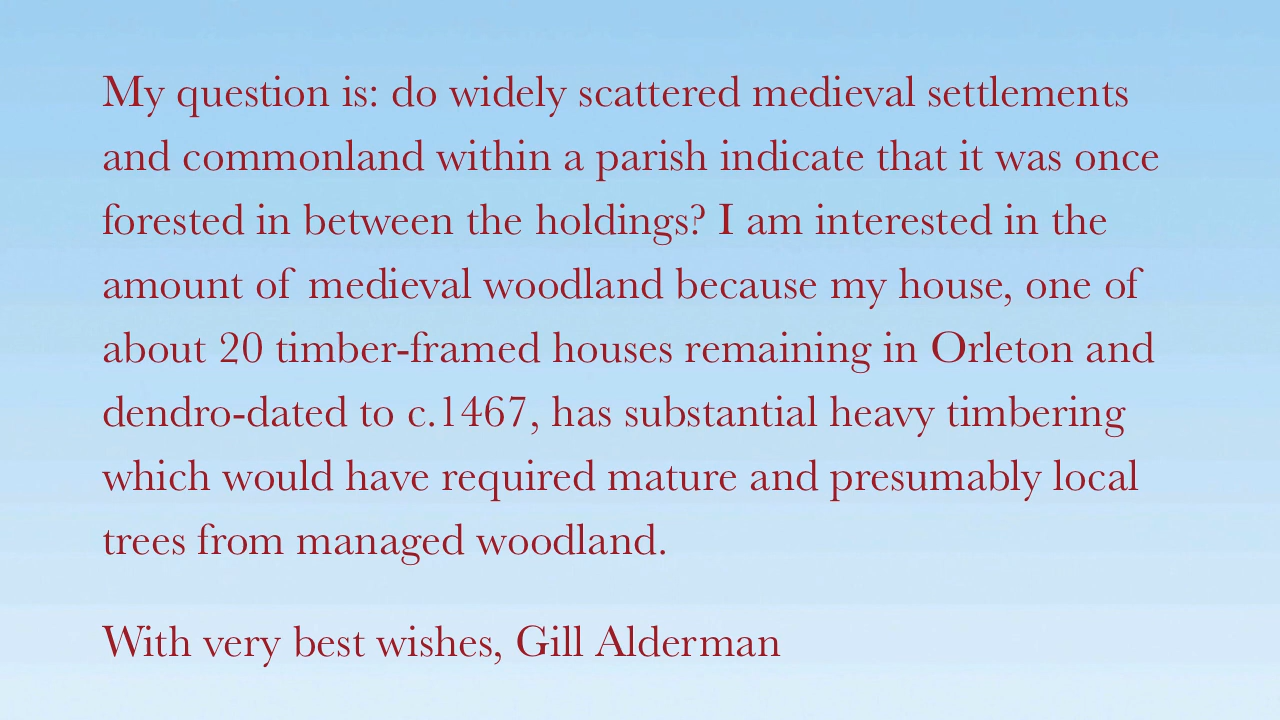 My question is: do widely scattered medieval settlements
and commonland within a parish indicate that it was once
forested in between the holdings? I am interested in the
amount of medieval woodland because my house, one of
about 20 timber-framed houses remaining in Orleton and
dendro-dated to c.1467, has substantial heavy timbering
which would have required mature and presumably local
trees from managed woodland.
With very best wishes, Gill Alderman